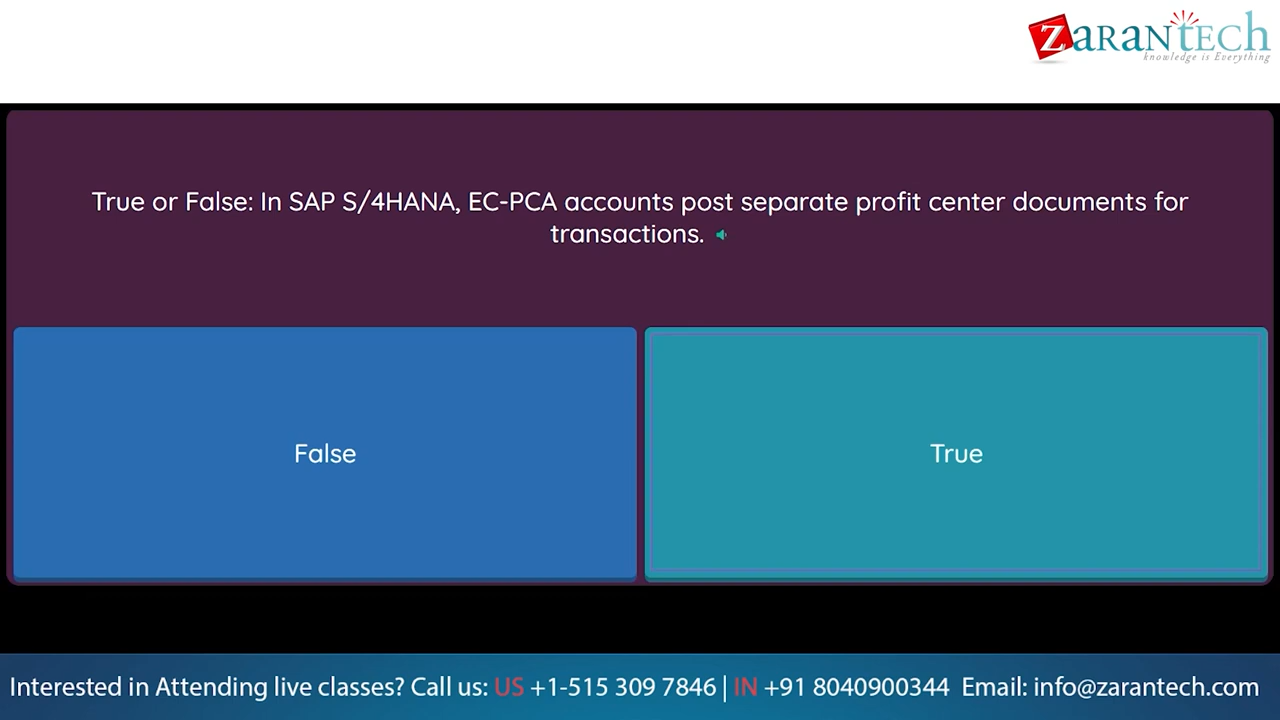 ZARANTECH
knowledge is Everything
True or False: In SAP S/4HANA, EC-PCA accounts post separate profit center documents for
transactions.
False
True
Interested in Attending live classes? Call us: US +1-515 309 7846 | IN +91 8040900344 Email: info@zarantech.com